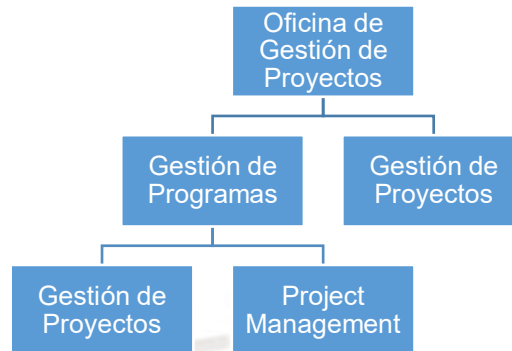 Oficina de
Gestión de
Proyectos
Gestión de
Programas
Gestión de
Proyectos
Gestión de
Proyectos
Project
Management